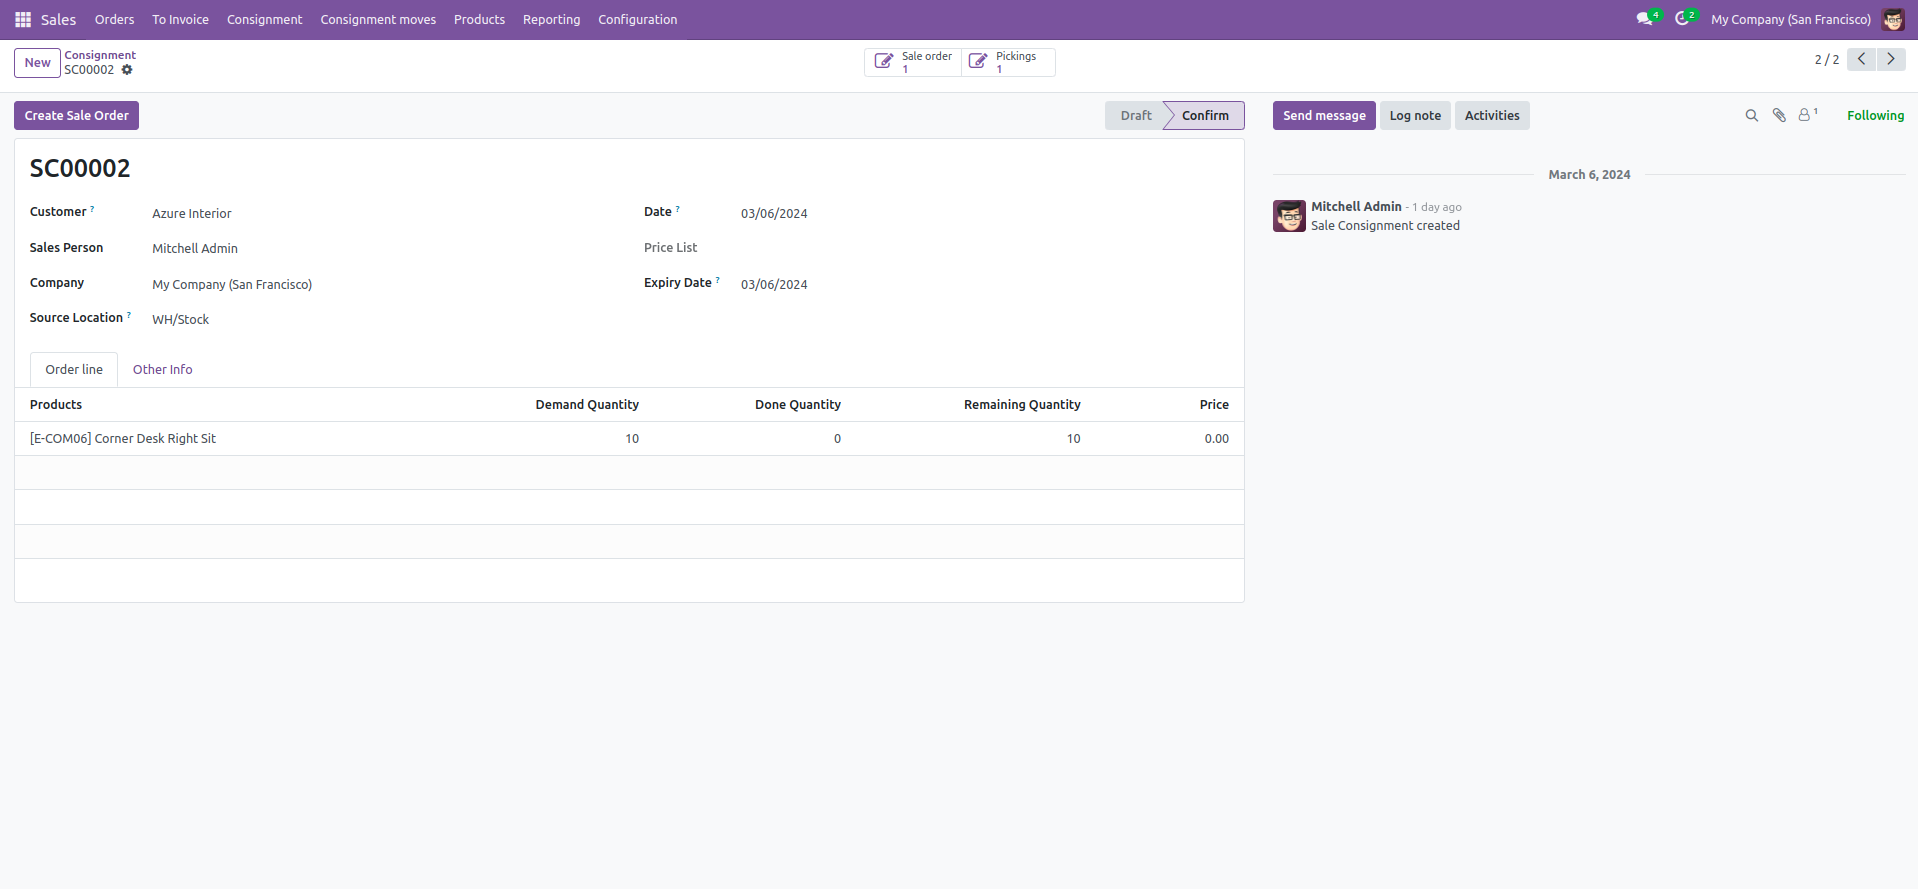 Sales Orders To Invoice Consignment Consignment moves Products Reporting Configuration 4 2 My Company (San Francisco)
New Consignment Sale order Pickings 2 / 2
SC00002 1 1
Create Sale Order Draft Confirm Send message Log note Activities 1 Following
SC00002
March 6, 2024
Customer ? Azure Interior Date ? 03/06/2024
Mitchell Admin - 1 day ago
Sale Consignment created
Sales Person Mitchell Admin Price List
Company My Company (San Francisco) Expiry Date ? 03/06/2024
Source Location ? WH/Stock
Order line Other Info
Products Demand Quantity Done Quantity Remaining Quantity Price
[E-COM06] Corner Desk Right Sit 10 0 10 0.00